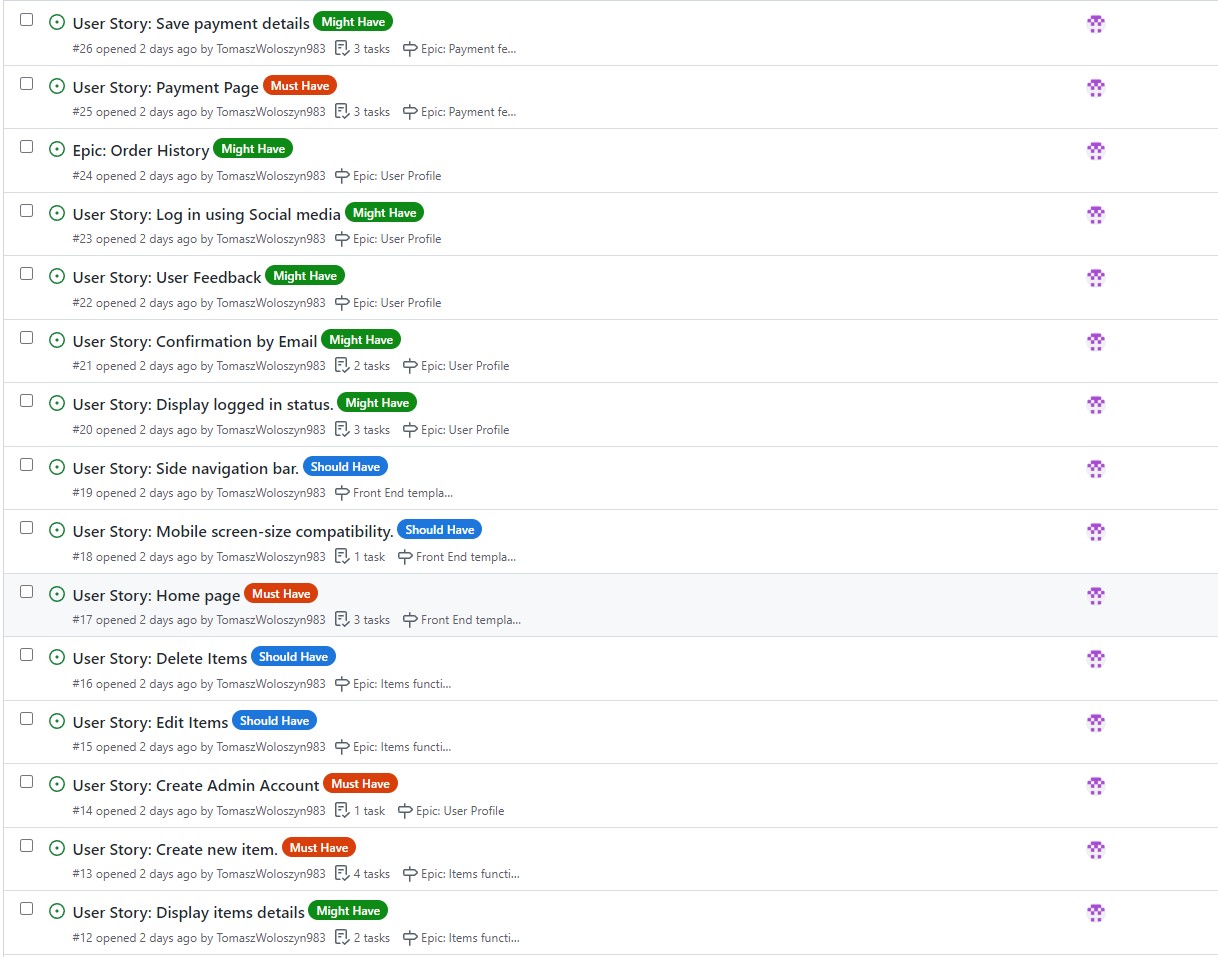 User Story: Save payment details Might Have
#26 opened 2 days ago by TomaszWoloszyn983 3 tasks Epic: Payment fe...
User Story: Payment Page Must Have
#25 opened 2 days ago by TomaszWoloszyn983 3 tasks Epic: Payment fe...
Epic: Order History Might Have
#24 opened 2 days ago by TomaszWoloszyn983 Epic: User Profile
User Story: Log in using Social media Might Have
#23 opened 2 days ago by TomaszWoloszyn983 Epic: User Profile
User Story: User Feedback Might Have
#22 opened 2 days ago by TomaszWoloszyn983 Epic: User Profile
User Story: Confirmation by Email Might Have
#21 opened 2 days ago by TomaszWoloszyn983 2 tasks Epic: User Profile
User Story: Display logged in status. Might Have
#20 opened 2 days ago by TomaszWoloszyn983 3 tasks Epic: User Profile
User Story: Side navigation bar. Should Have
#19 opened 2 days ago by TomaszWoloszyn983 Front End templa...
User Story: Mobile screen-size compatibility. Should Have
#18 opened 2 days ago by TomaszWoloszyn983 1 task Front End templa...
User Story: Home page Must Have
#17 opened 2 days ago by TomaszWoloszyn983 3 tasks Front End templa...
User Story: Delete Items Should Have
#16 opened 2 days ago by TomaszWoloszyn983 Epic: Items functi...
User Story: Edit Items Should Have
#15 opened 2 days ago by TomaszWoloszyn983 Epic: Items functi...
User Story: Create Admin Account Must Have
#14 opened 2 days ago by TomaszWoloszyn983 1 task Epic: User Profile
User Story: Create new item. Must Have
#13 opened 2 days ago by TomaszWoloszyn983 4 tasks Epic: Items functi...
User Story: Display items details Might Have
#12 opened 2 days ago by TomaszWoloszyn983 2 tasks Epic: Items functi...